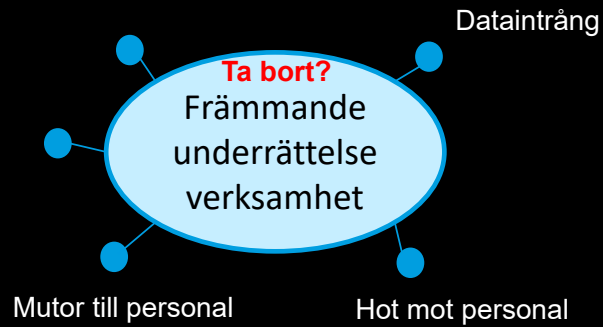 Dataintrång
Ta bort?
Främmande
underrättelse
verksamhet
Mutor till personal
Hot mot personal